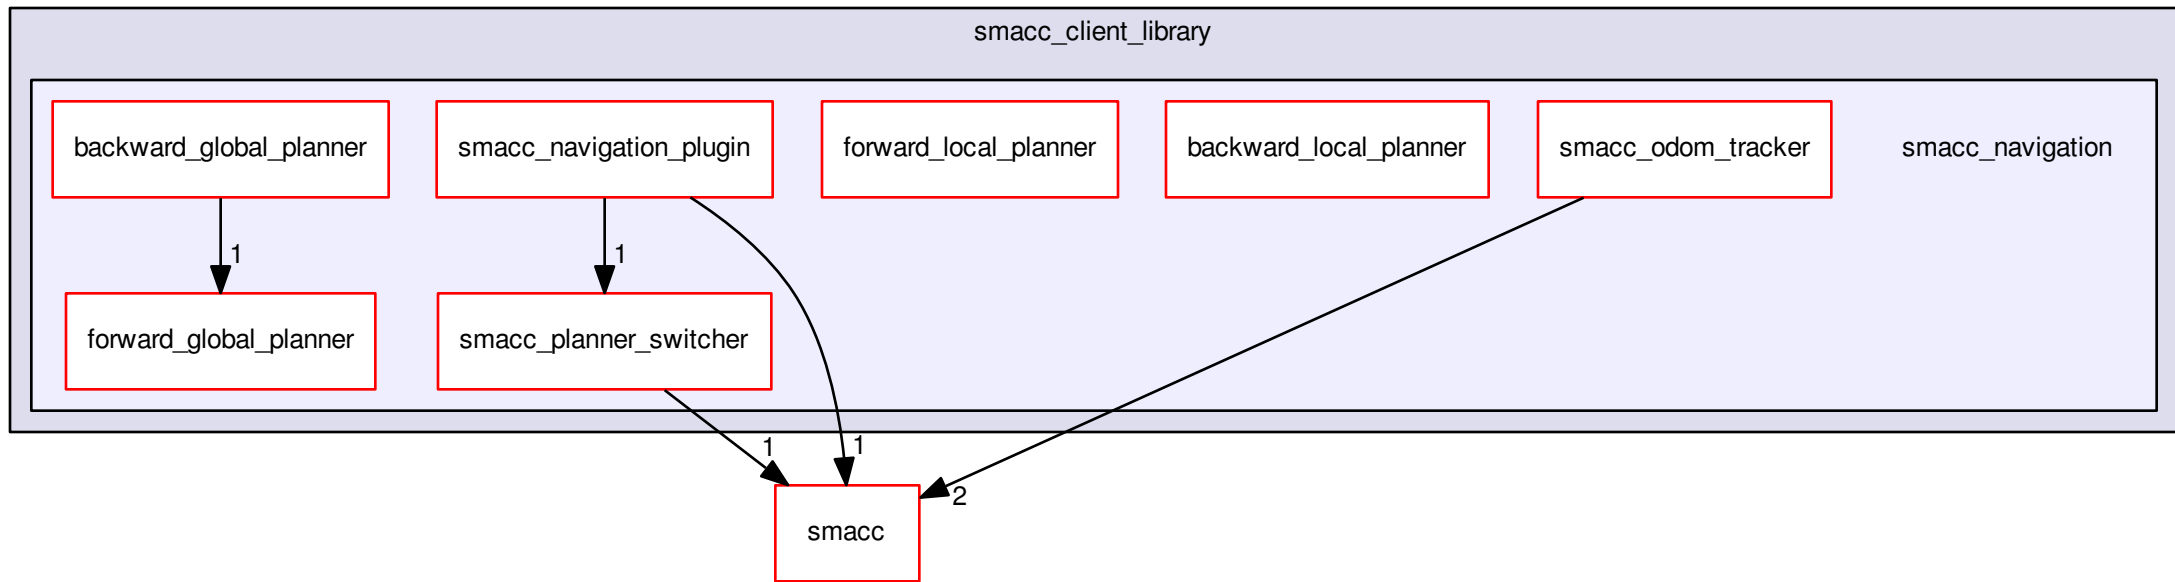 smacc_client_library
backward_global_planner
smacc_navigation_plugin
forward_local_planner
backward_local_planner
smacc_odom_tracker
smacc_navigation
1
1
forward_global_planner
smacc_planner_switcher
1
1
2
smacc